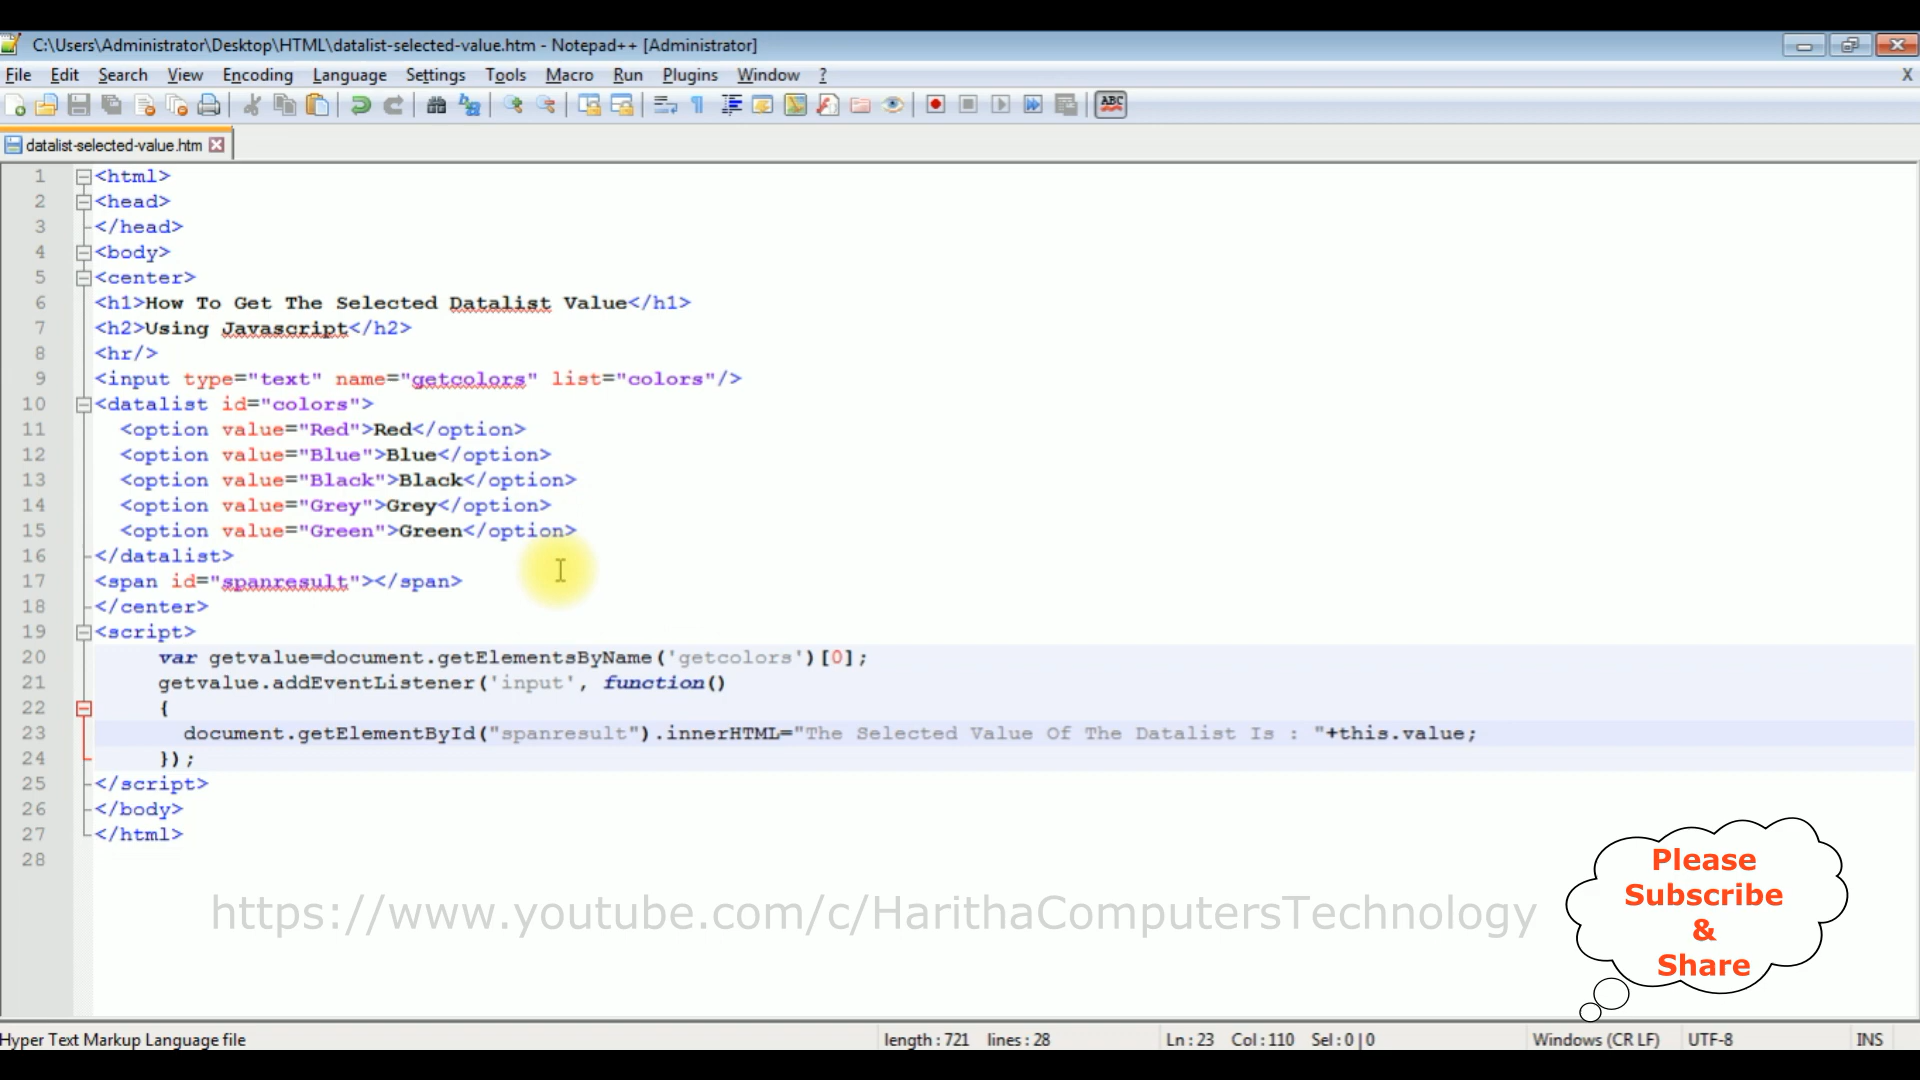 C:\Users\Administrator\Desktop\HTML\datalist-selected-value.htm - Notepad++ [Administrator]
File Edit Search View Encoding Language Settings Tools Macro Run Plugins Window ? X
ABC
datalist-selected-value.htm
1 <html>
2 <head>
3 </head>
4 <body>
5 <center>
6 <h1>How To Get The Selected Datalist Value</h1>
7 <h2>Using Javascript</h2>
8 <hr/>
9 <input type="text" name="getcolors" list="colors"/>
10 <datalist id="colors">
11 <option value="Red">Red</option>
12 <option value="Blue">Blue</option>
13 <option value="Black">Black</option>
14 <option value="Grey">Grey</option>
15 <option value="Green">Green</option>
16 </datalist>
17 <span id="spanresult"></span>
18 </center>
19 <script>
20 var getvalue=document.getElementsByName('getcolors')[0];
21 getvalue.addEventListener('input', function()
22 {
23 document.getElementById("spanresult").innerHTML="The Selected Value Of The Datalist Is : "+this.value;
24 });
25 </script>
26 </body>
27 </html>
28
https://www.youtube.com/c/HarithaComputersTechnology
Please
Subscribe
&
Share
Hyper Text Markup Language file length : 721 lines : 28 Ln : 23 Col : 110 Sel : 0 | 0 Windows (CR LF) UTF-8 INS